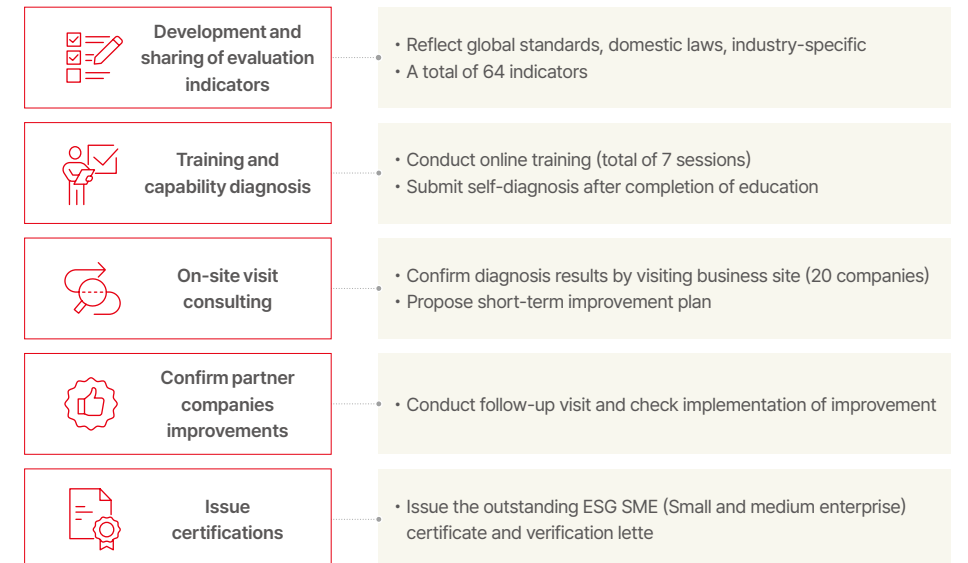 Development and
sharing of evaluation
indicators
• Reflect global standards, domestic laws, industry-specific
• A total of 64 indicators
Training and
capability diagnosis
• Conduct online training (total of 7 sessions)
• Submit self-diagnosis after completion of education
On-site visit
consulting
• Confirm diagnosis results by visiting business site (20 companies)
• Propose short-term improvement plan
Confirm partner
companies
improvements
• Conduct follow-up visit and check implementation of improvement
Issue
certifications
• Issue the outstanding ESG SME (Small and medium enterprise)
certificate and verification lette